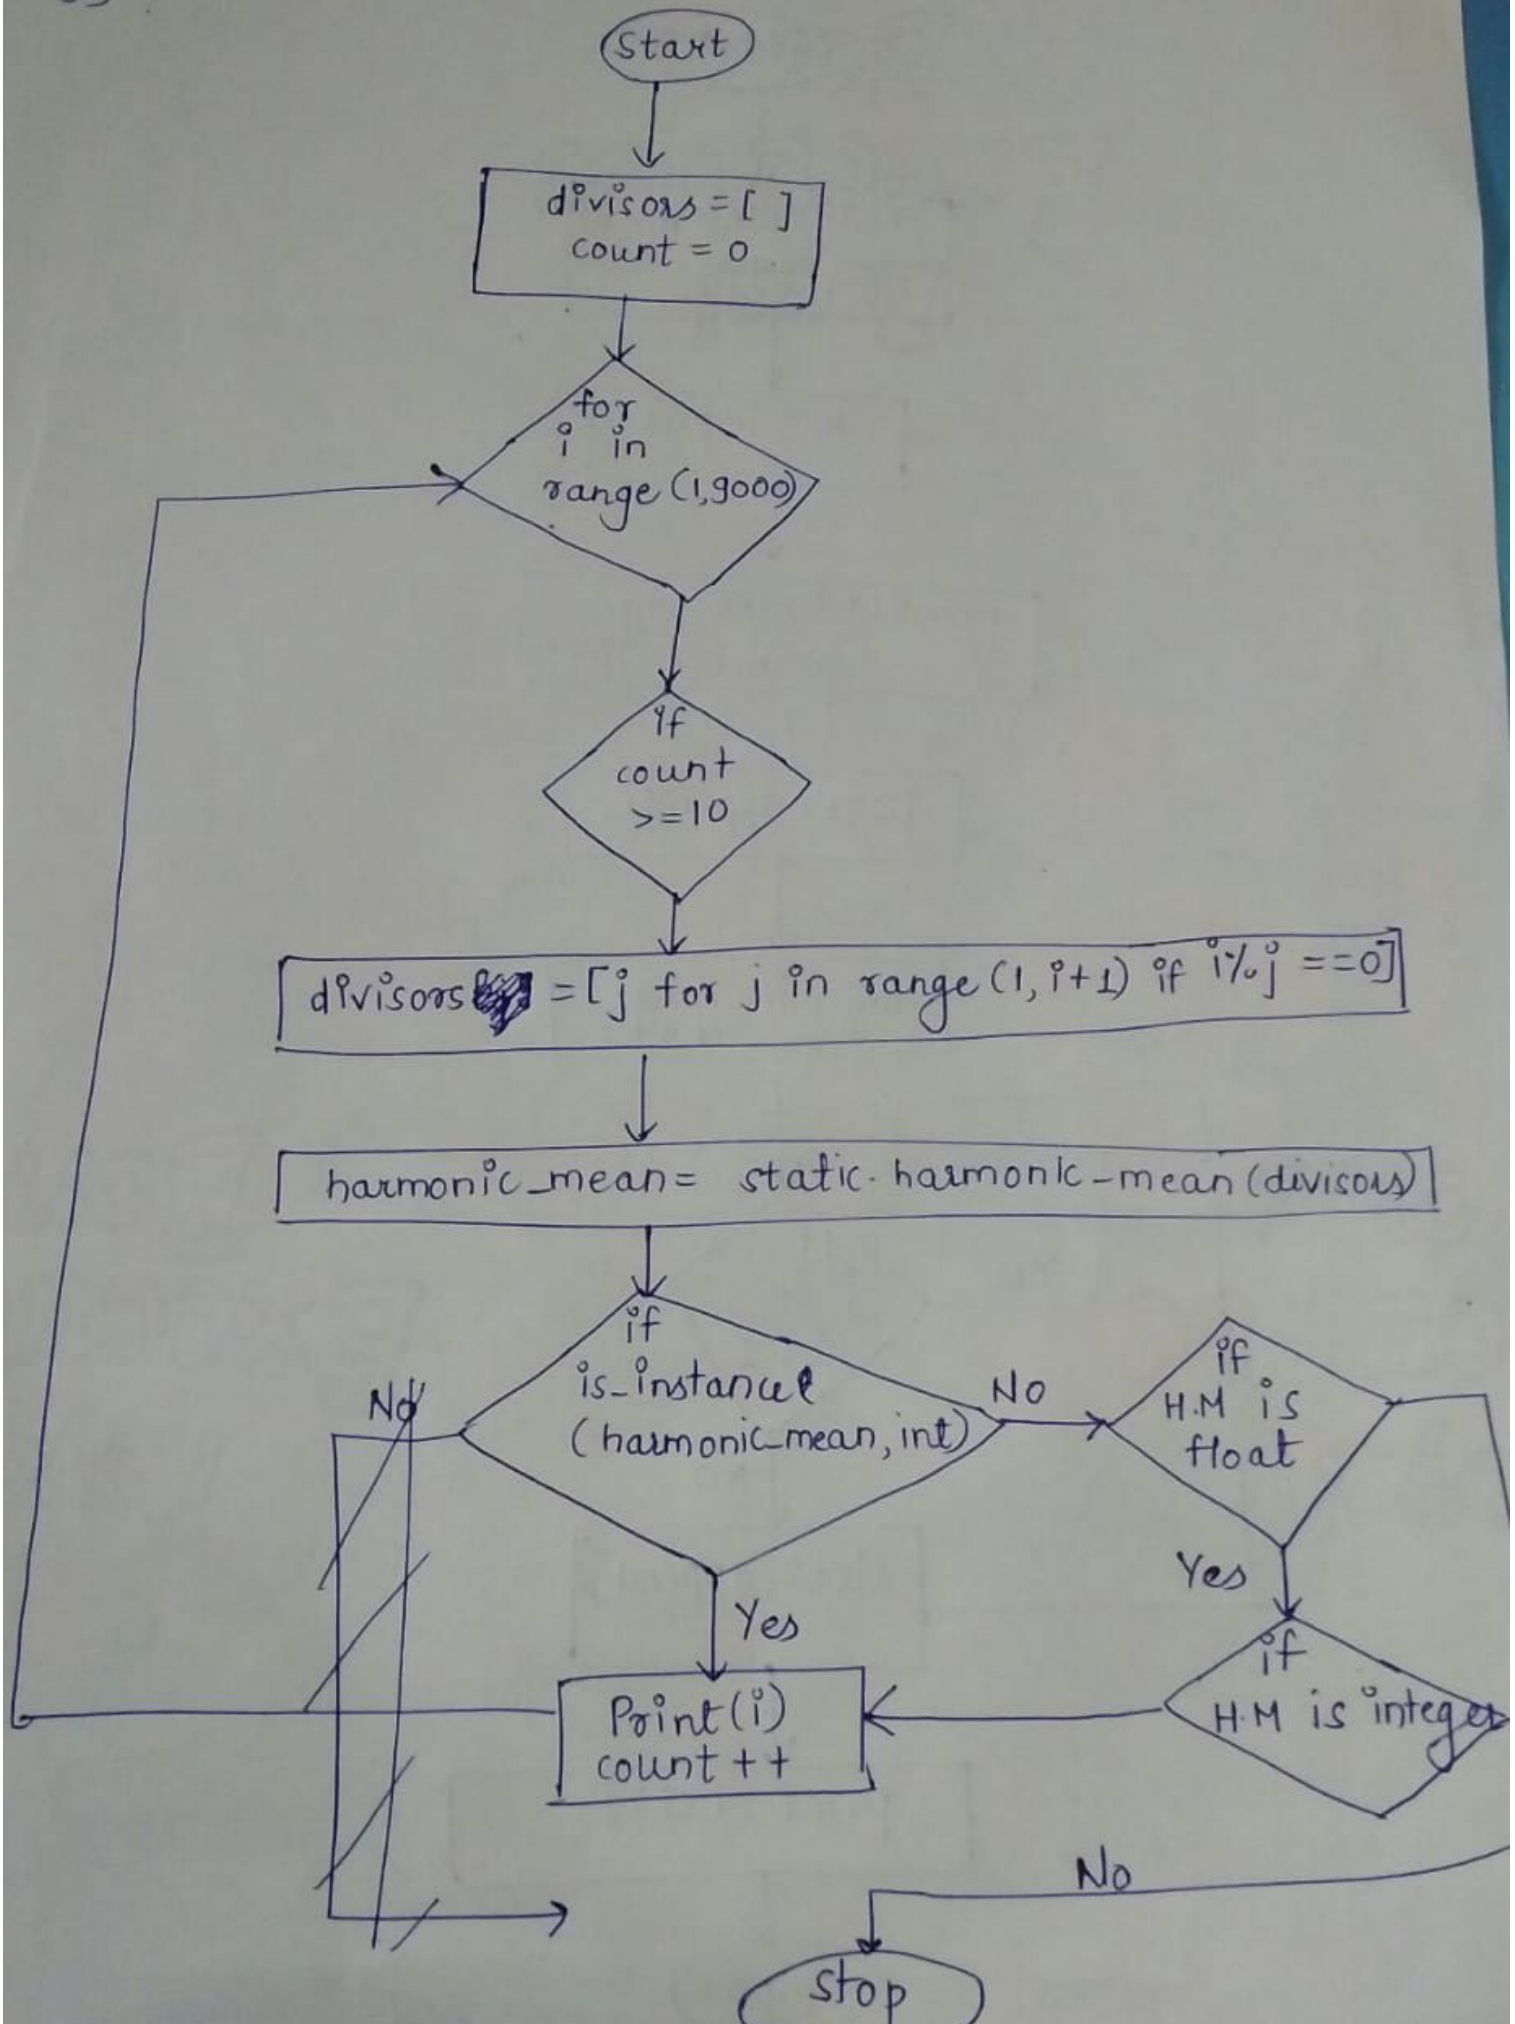 Start
divisors = [ ]
count = 0
for
i in
range (1,9000)
if
count
>=10
divisors = [j for j in range (1, i+1) if i%j ==0]
harmonic_mean = static. harmonic-mean (divisors)
if
is_instance
(harmonic_mean, int)
No
No
if
H.M is
float
Yes
Yes
if
H.M is integer
Print(i)
count ++
No
stop